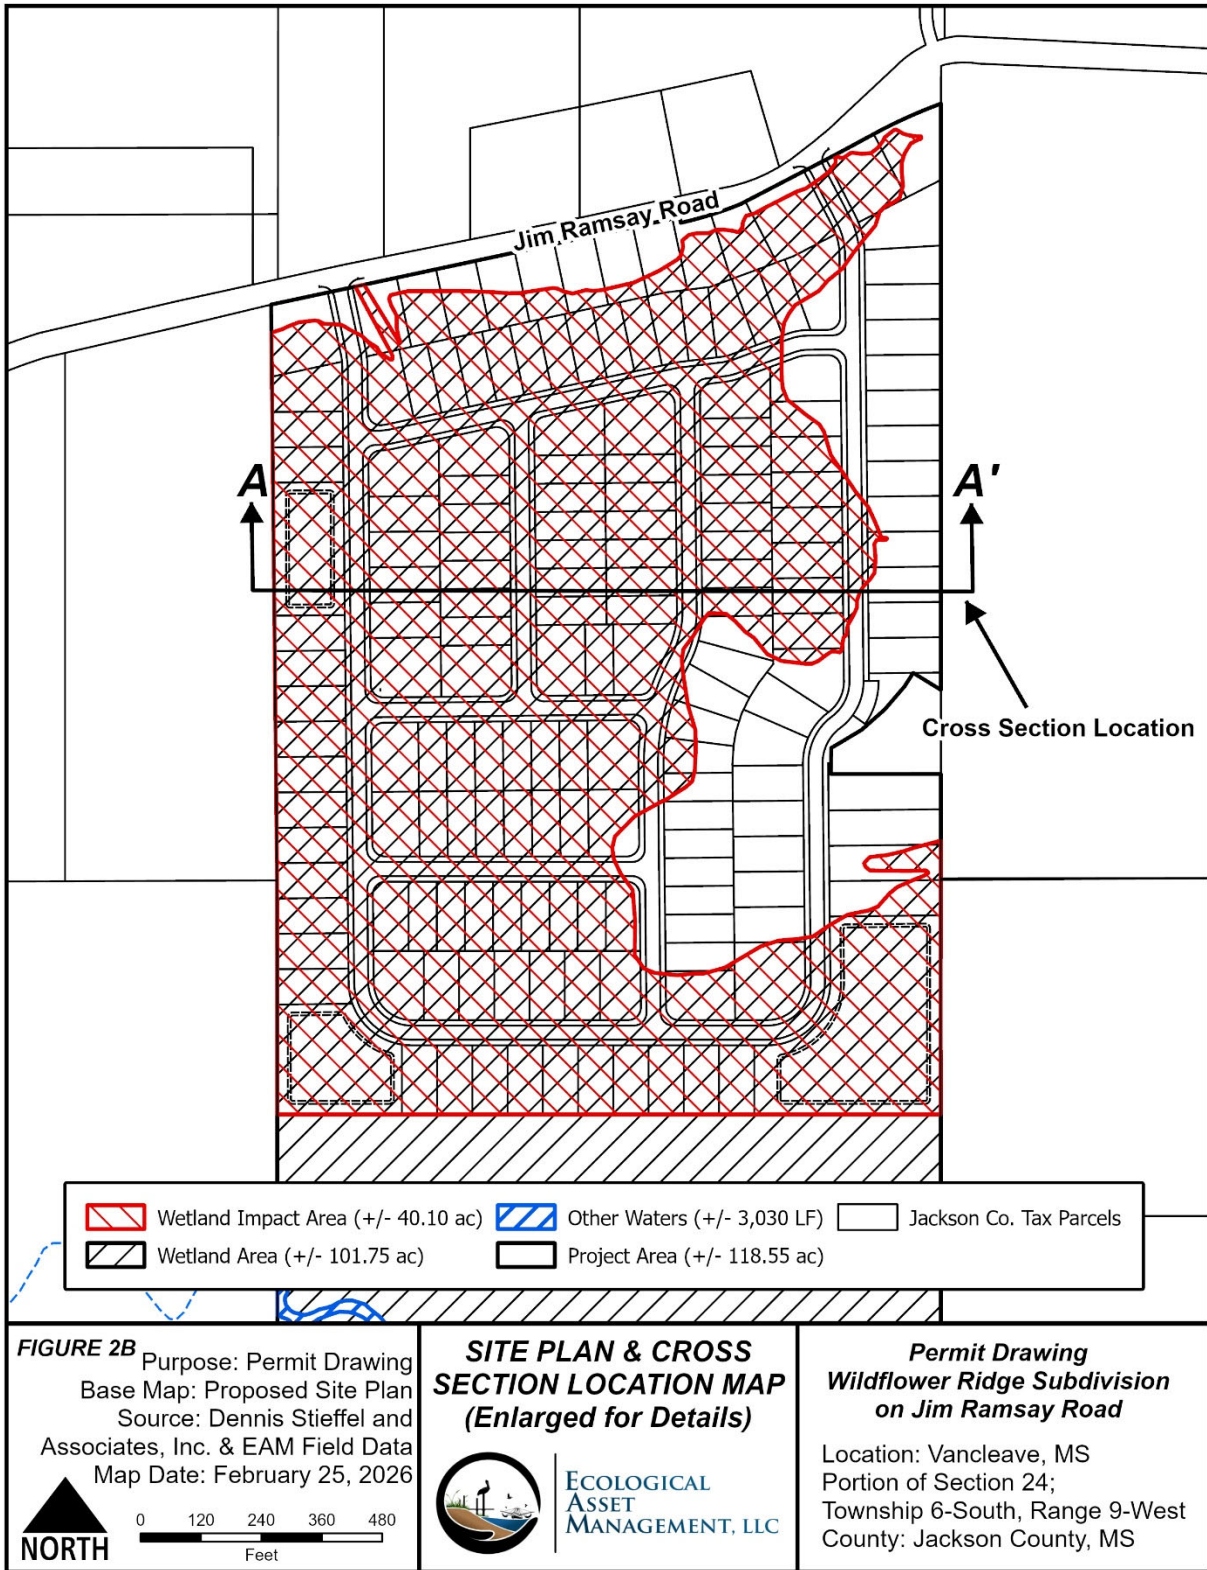 Jim Ramsay Road
A
A'
Cross Section Location
Wetland Impact Area (+/- 40.10 ac)
Other Waters (+/- 3,030 LF)
Jackson Co. Tax Parcels
Wetland Area (+/- 101.75 ac)
Project Area (+/- 118.55 ac)
FIGURE 2B
Purpose: Permit Drawing
Base Map: Proposed Site Plan
Source: Dennis Stieffel and
Associates, Inc. & EAM Field Data
Map Date: February 25, 2026
NORTH
0 120 240 360 480
Feet
SITE PLAN & CROSS
SECTION LOCATION MAP
(Enlarged for Details)
ECOLOGICAL
ASSET
MANAGEMENT, LLC
Permit Drawing
Wildflower Ridge Subdivision
on Jim Ramsay Road
Location: Vancleave, MS
Portion of Section 24;
Township 6-South, Range 9-West
County: Jackson County, MS